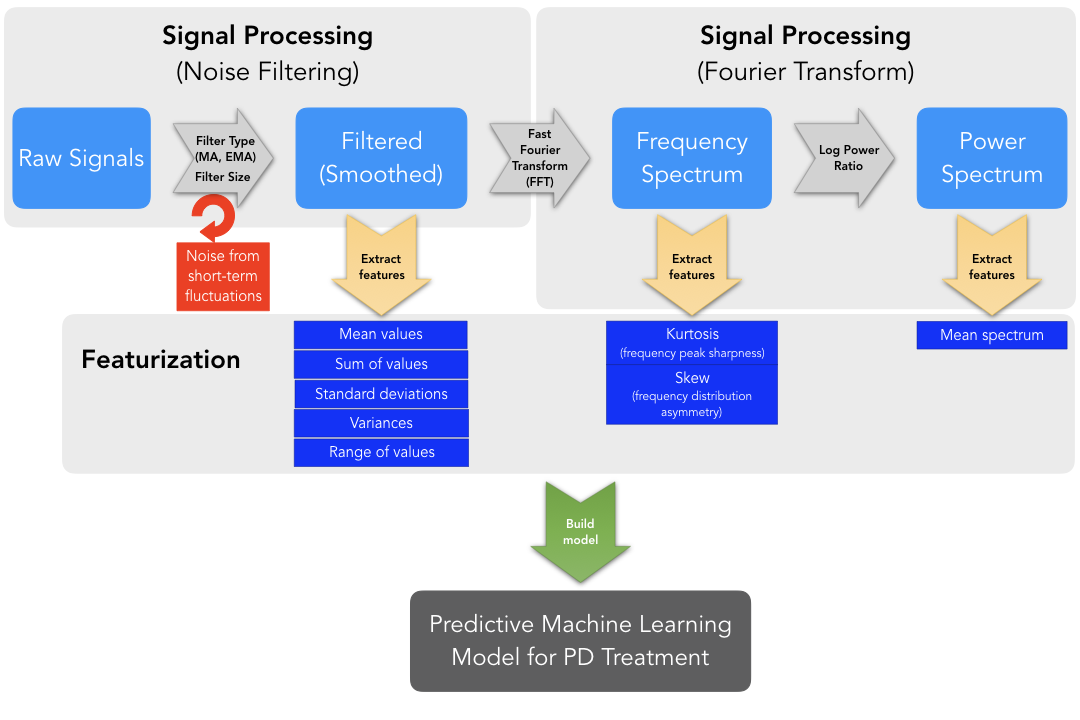 Signal Processing
(Noise Filtering)
Signal Processing
(Fourier Transform)
Raw Signals
Filter Type
(MA, EMA)
Filter Size
Filtered
(Smoothed)
Fast
Fourier
Transform
(FFT)
Frequency
Spectrum
Log Power
Ratio
Power
Spectrum
Noise from
short-term
fluctuations
Extract
features
Extract
features
Extract
features
Featurization
Mean values
Sum of values
Standard deviations
Variances
Range of values
Kurtosis
(frequency peak sharpness)
Skew
(frequency distribution
asymmetry)
Mean spectrum
Build
model
Predictive Machine Learning
Model for PD Treatment